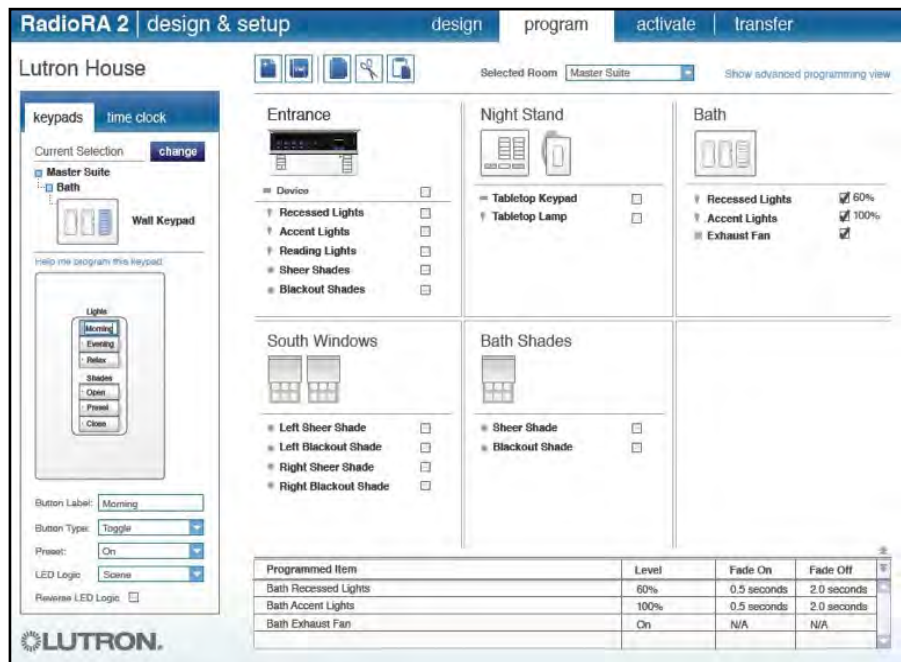 RadioRA 2 | design & setup
design program activate transfer
Lutron House
Selected Room Master Suite
Show advanced programming view
keypads time clock
Current Selection change
Master Suite
Bath
Wall Keypad
Help me program this keypad
Lights
Morning
Evening
Relax
Shades
Open
Preset
Close
Button Label: Morning
Button Type: Toggle
Preset: On
LED Logic Scene
Reverse LED Logic
LUTRON.
Entrance
Device
Recessed Lights
Accent Lights
Reading Lights
Sheer Shades
Blackout Shades
Night Stand
Tabletop Keypad
Tabletop Lamp
Bath
Recessed Lights 60%
Accent Lights 100%
Exhaust Fan
South Windows
Left Sheer Shade
Left Blackout Shade
Right Sheer Shade
Right Blackout Shade
Bath Shades
Sheer Shade
Blackout Shade
Programmed Item Level Fade On Fade Off
Bath Recessed Lights 60% 0.5 seconds 2.0 seconds
Bath Accent Lights 100% 0.5 seconds 2.0 seconds
Bath Exhaust Fan On N/A N/A